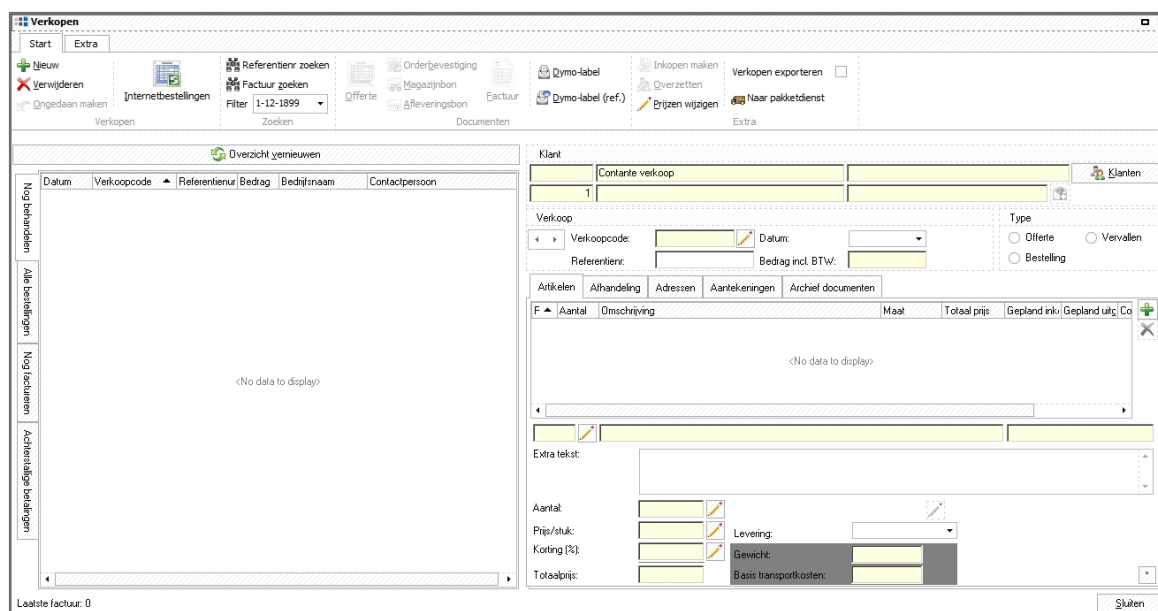 Verkopen
Start Extra
Nieuw
Verwijderen
Ongedaan maken
Verkopen
Internetbestellingen
Referentienr zoeken
Factuur zoeken
Filter 1-12-1899
Zoeken
Offerte
Orderbevestiging
Magazijnbon
Afleveringsbon
Factuur
Documenten
Dymo-label
Dymo-label (ref.)
Inkopen maken
Overzetten
Prijzen wijzigen
Verkopen exporteren
Naar pakketdienst
Extra
Overzicht vernieuwen
Nog behandelen
Alle bestellingen
Nog factureren
Achterstallige betalingen
Datum Verkoopcode Referentienur Bedrag Bedrijfsnaam Contactpersoon
<No data to display>
Klant
Contante verkoop
Klanten
1
Verkoop
Verkoopcode: Datum:
Referentienr: Bedrag incl. BTW:
Type
Offerte Vervallen
Bestelling
Artikelen Afhandeling Adressen Aantekeningen Archief documenten
F Aantal Omschrijving Maat Totaal prijs Gepland inko Gepland uitg Co
<No data to display>
Extra tekst:
Aantal:
Prijs/stuk: Levering:
Korting (%): Gewicht:
Totaalprijs: Basis transportkosten:
Laatste factuur: 0
Sluiten